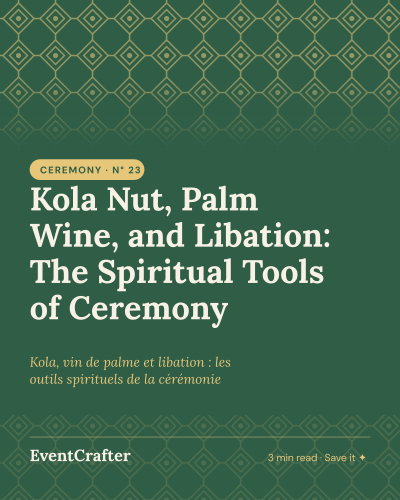 CEREMONY · N° 23
Kola Nut, Palm
Wine, and Libation:
The Spiritual Tools
of Ceremony
Kola, vin de palme et libation : les
outils spirituels de la cérémonie
EventCrafter
3 min read · Save it ✦